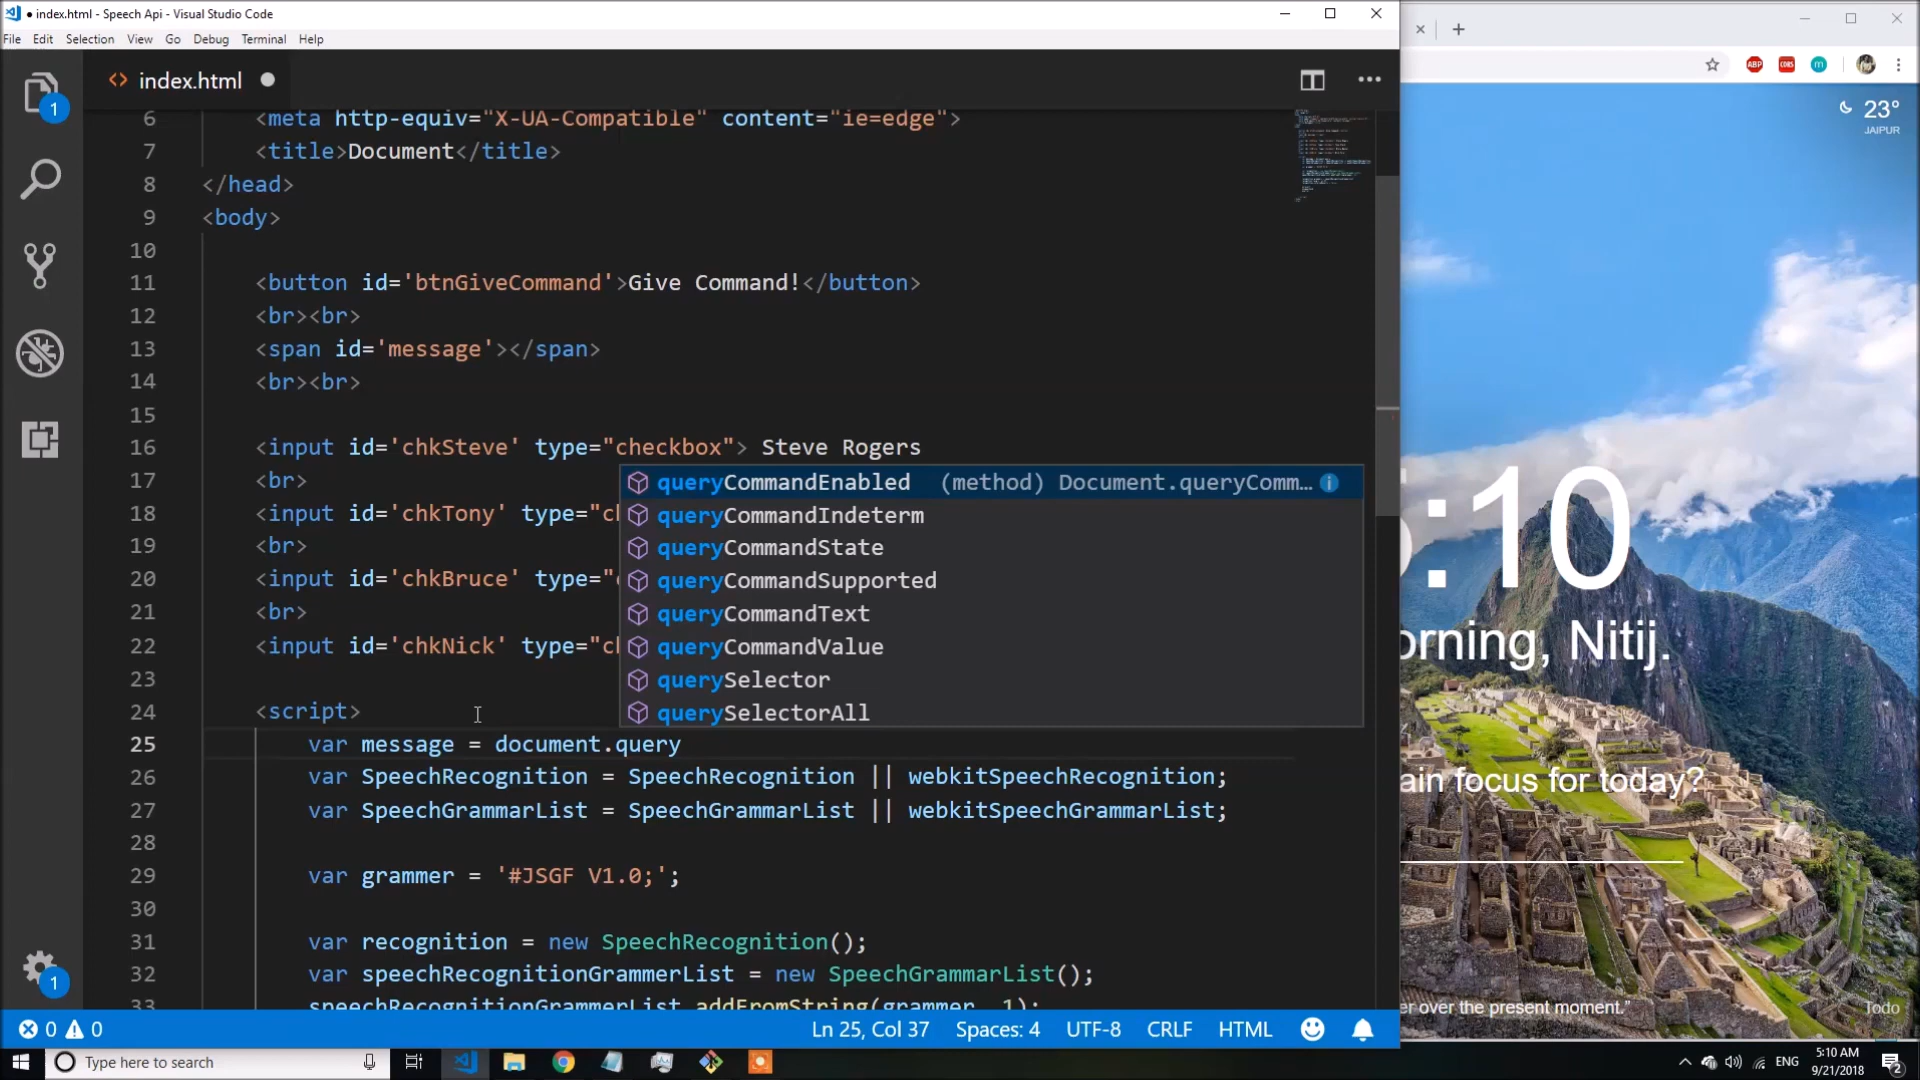 index.html - Speech Api - Visual Studio Code
File Edit Selection View Go Debug Terminal Help
index.html
6 <meta http-equiv="X-UA-Compatible" content="ie=edge">
7 <title>Document</title>
8 </head>
9 <body>
10
11 <button id='btnGiveCommand'>Give Command!</button>
12 <br><br>
13 <span id='message'></span>
14 <br><br>
15
16 <input id='chkSteve' type="checkbox"> Steve Rogers
17 <br>
queryCommandEnabled (method) Document.queryComm...
18 <input id='chkTony' type="ch
queryCommandIndeterm
19 <br>
queryCommandState
20 <input id='chkBruce' type="c
queryCommandSupported
21 <br>
queryCommandText
22 <input id='chkNick' type="ch
queryCommandValue
23
querySelector
24 <script>
querySelectorAll
25 var message = document.query
26 var SpeechRecognition = SpeechRecognition || webkitSpeechRecognition;
27 var SpeechGrammarList = SpeechGrammarList || webkitSpeechGrammarList;
28
29 var grammer = '#JSGF V1.0;';
30
31 var recognition = new SpeechRecognition();
32 var speechRecognitionGrammerList = new SpeechGrammarList();
33 speechRecognitionGrammerList.addFromString(grammer, 1);
0 0 Ln 25, Col 37 Spaces: 4 UTF-8 CRLF HTML
1
1
ABP
m
23°
JAIPUR
:10
orning, Nitij.
ain focus for today?
er over the present moment.”
Todo
Type here to search
ENG
5:10 AM
9/21/2018
2